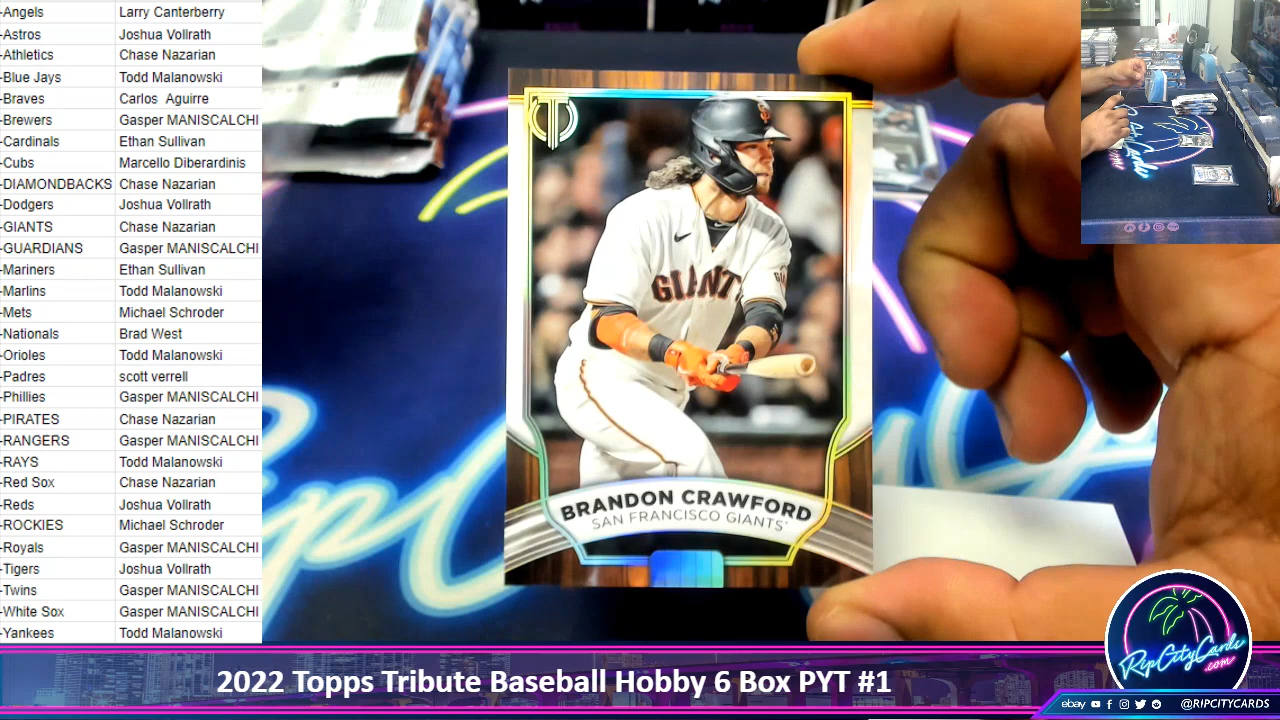 -Angels Larry Canterberry
-Astros Joshua Vollrath
-Athletics Chase Nazarian
-Blue Jays Todd Malanowski
-Braves Carlos Aguirre
-Brewers Gasper MANISCALCHI
-Cardinals Ethan Sullivan
-Cubs Marcello Diberardinis
-DIAMONDBACKS Chase Nazarian
-Dodgers Joshua Vollrath
-GIANTS Chase Nazarian
-GUARDIANS Gasper MANISCALCHI
-Mariners Ethan Sullivan
-Marlins Todd Malanowski
-Mets Michael Schroder
-Nationals Brad West
-Orioles Todd Malanowski
-Padres scott verrell
-Phillies Gasper MANISCALCHI
-PIRATES Chase Nazarian
-RANGERS Gasper MANISCALCHI
-RAYS Todd Malanowski
-Red Sox Chase Nazarian
-Reds Joshua Vollrath
-ROCKIES Michael Schroder
-Royals Gasper MANISCALCHI
-Tigers Joshua Vollrath
-Twins Gasper MANISCALCHI
-White Sox Gasper MANISCALCHI
-Yankees Todd Malanowski
GIANT
BRANDON CRAWFORD
SAN FRANCISCO GIANTS
RipCityCards
.com
2022 Topps Tribute Baseball Hobby 6 Box PYT #1
ebay @RIPCITYCARDS